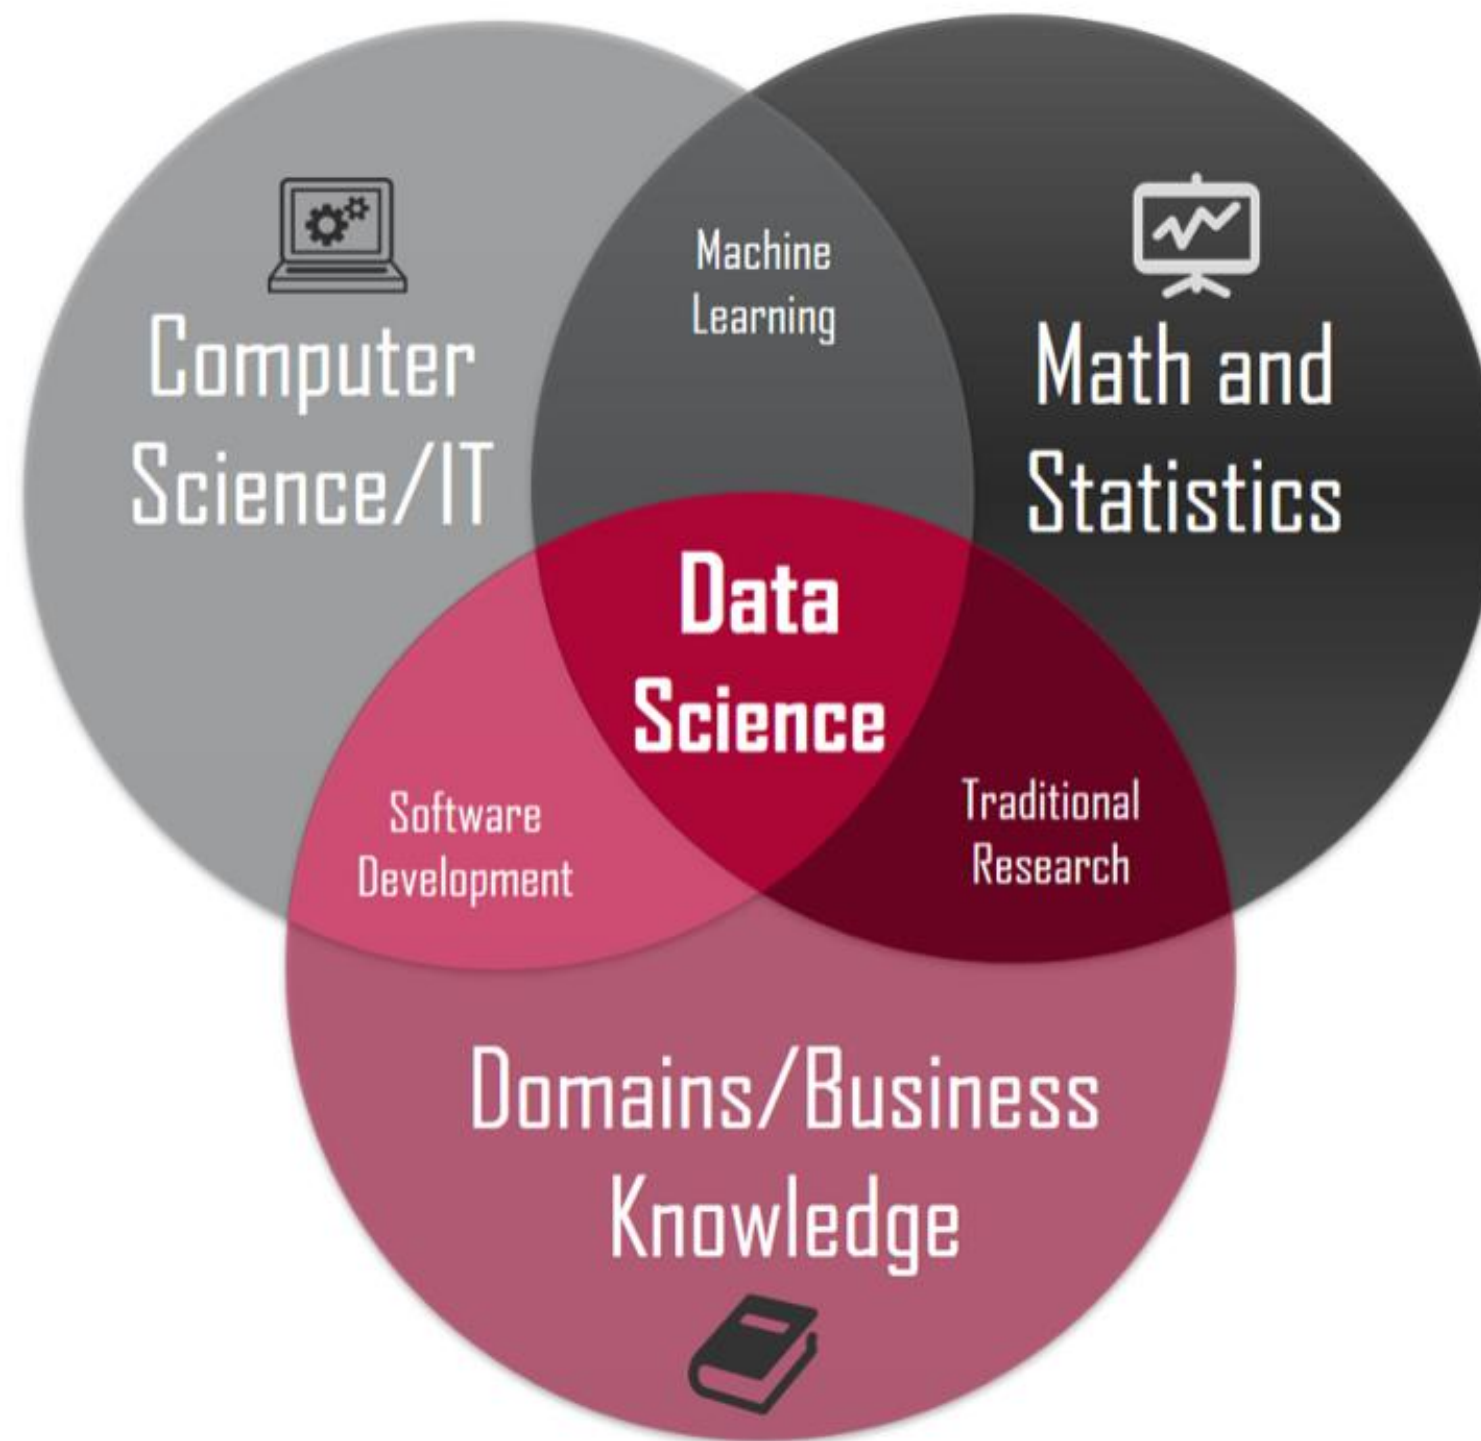 Machine
Learning
Computer
Science/IT
Math and
Statistics
Data
Science
Software
Development
Traditional
Research
Domains/Business
Knowledge